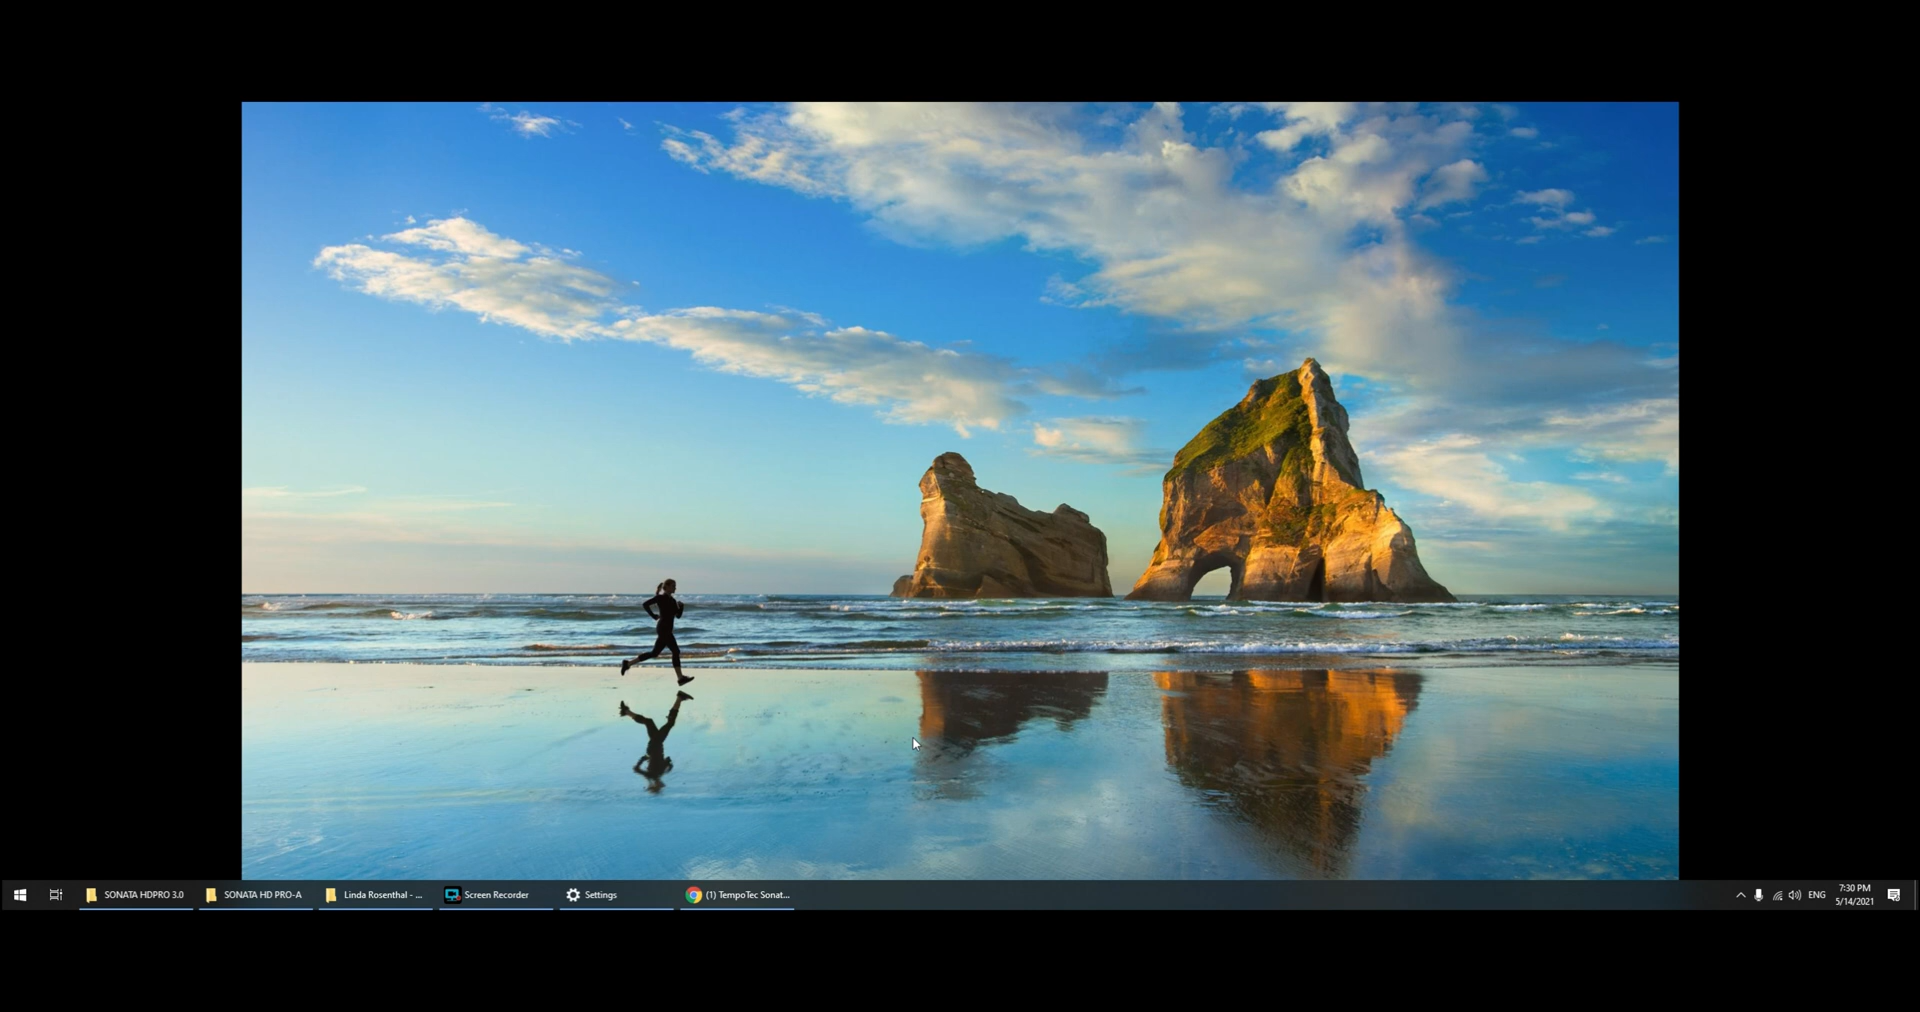 SONATA HDPRO 3.0
SONATA HD PRO-A
Linda Rosenthal - ...
Screen Recorder
Settings
(1) TempoTec Sonat...
ENG
7:30 PM
5/14/2021